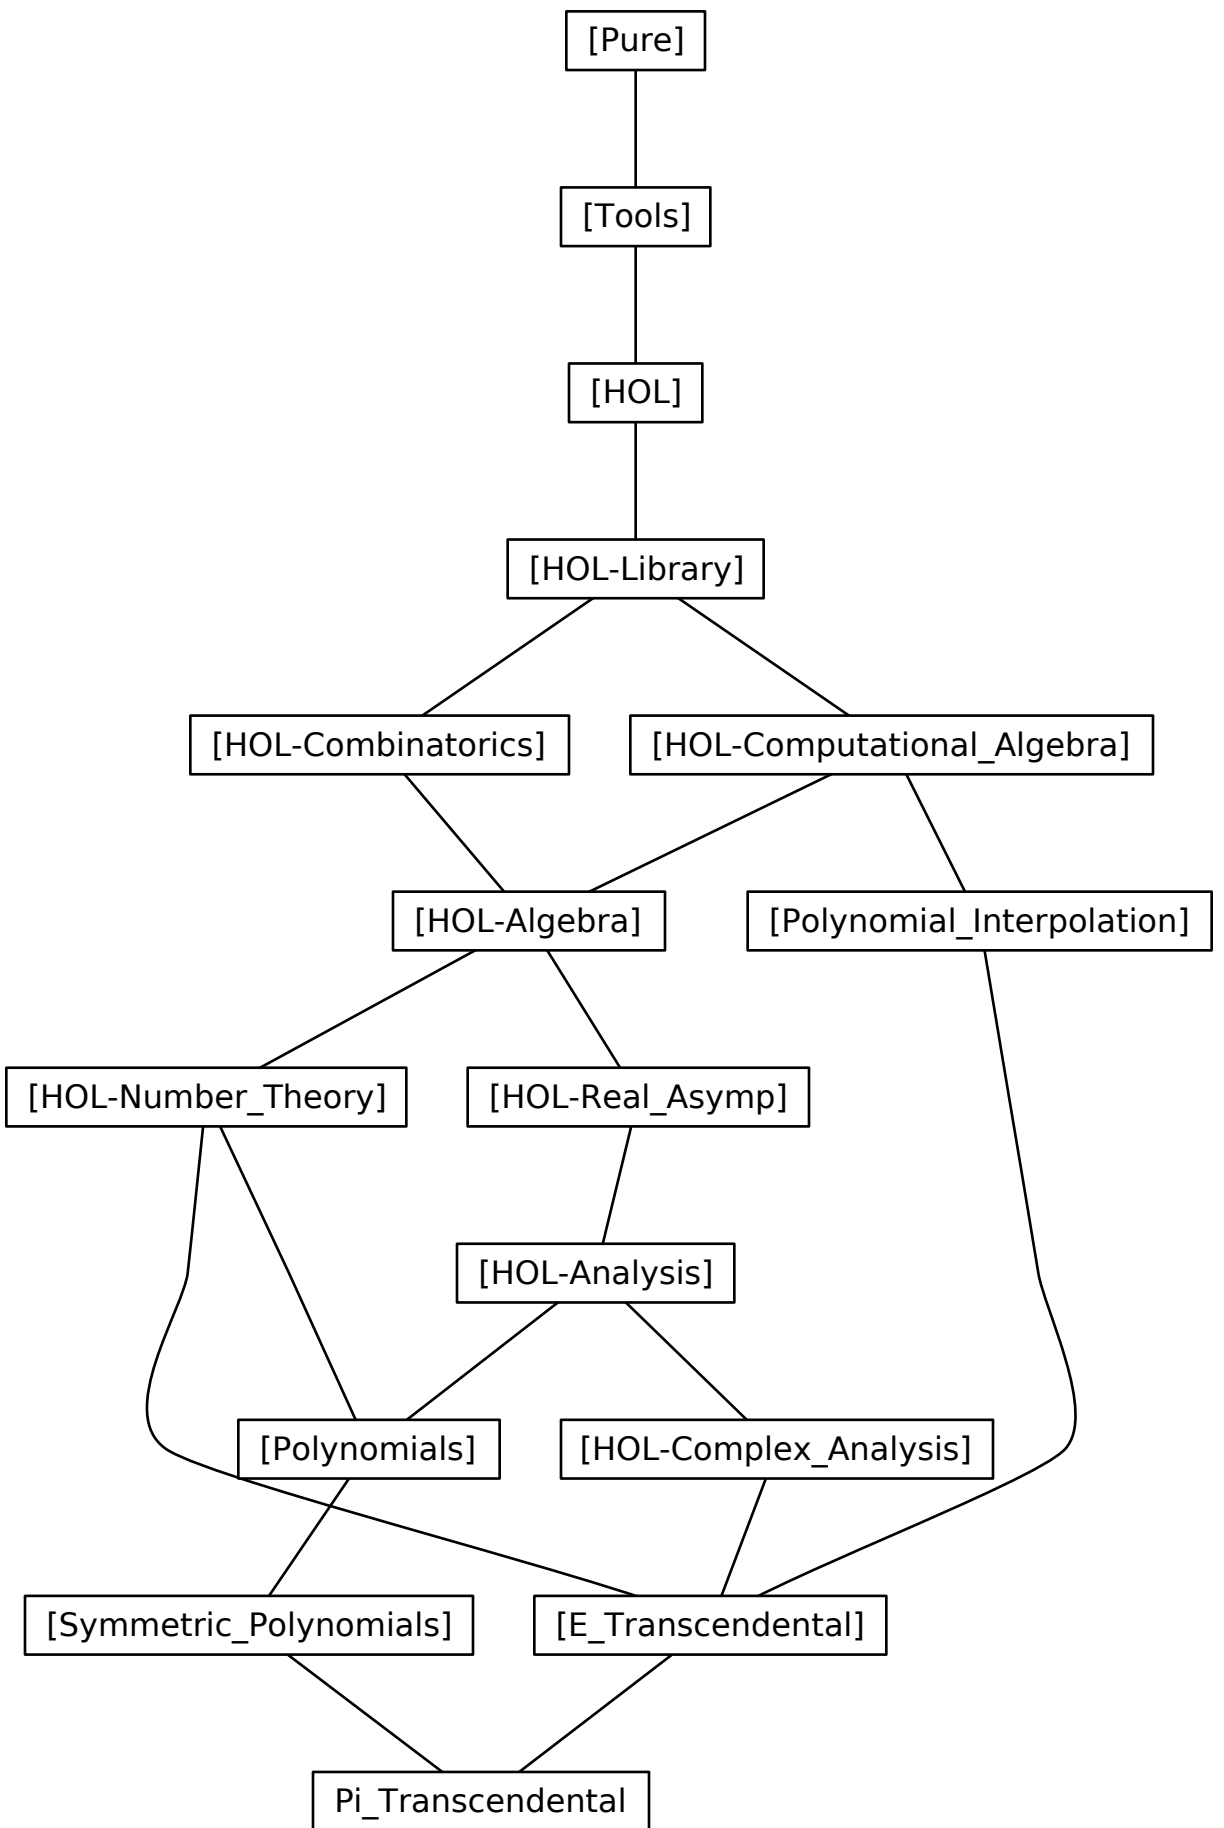 [Pure]
[Tools]
[HOL]
[HOL-Library]
[HOL-Combinatorics]
[HOL-Computational_Algebra]
[HOL-Algebra]
[Polynomial_Interpolation]
[HOL-Number_Theory]
[HOL-Real_Asymp]
[HOL-Analysis]
[Polynomials]
[HOL-Complex_Analysis]
[Symmetric_Polynomials]
[E_Transcendental]
Pi_Transcendental